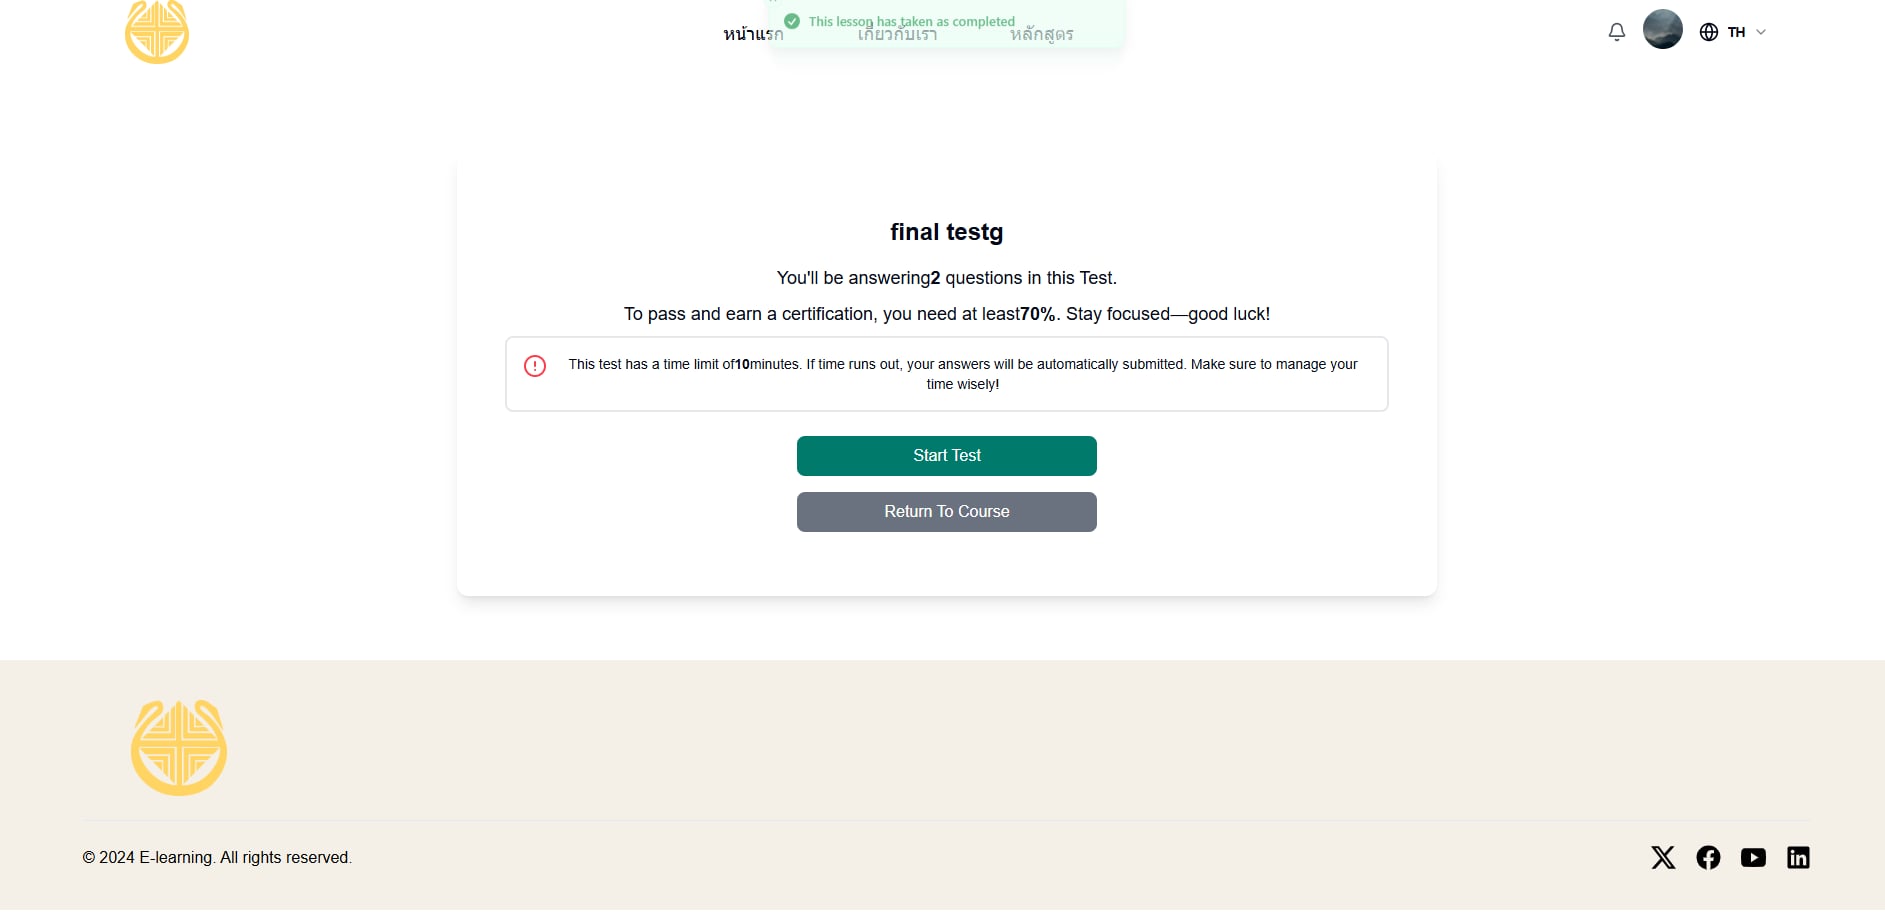 This lesson has taken as completed
หน้าแรก
เกี่ยวกับเรา
หลักสูตร
TH
final testg
You'll be answering2 questions in this Test.
To pass and earn a certification, you need at least70%. Stay focused—good luck!
This test has a time limit of10minutes. If time runs out, your answers will be automatically submitted. Make sure to manage your
time wisely!
Start Test
Return To Course
© 2024 E-learning. All rights reserved.